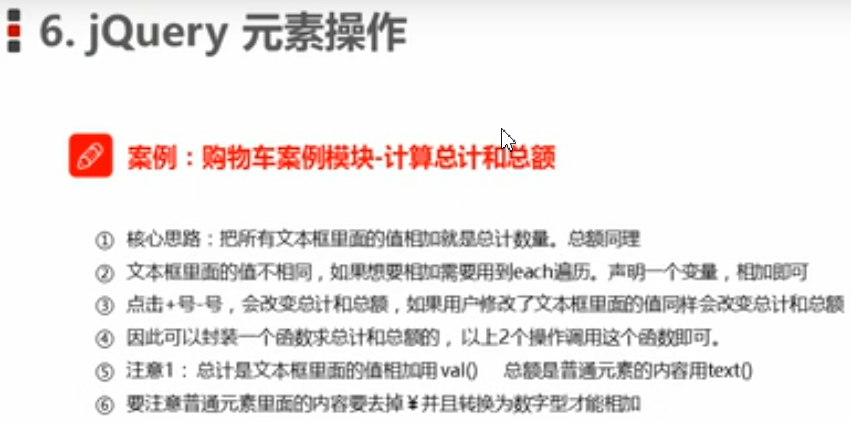 6. jQuery 元素操作
案例：购物车案例模块-计算总计和总额
① 核心思路：把所有文本框里面的值相加就是总计数量。总额同理
② 文本框里面的值不相同，如果想要相加需要用到each遍历。声明一个变量，相加即可
③ 点击+号-号，会改变总计和总额，如果用户修改了文本框里面的值同样会改变总计和总额
④ 因此可以封装一个函数求总计和总额的，以上2个操作调用这个函数即可。
⑤ 注意1：总计是文本框里面的值相加用 val() 总额是普通元素的内容用text()
⑥ 要注意普通元素里面的内容要去掉￥并且转换为数字型才能相加